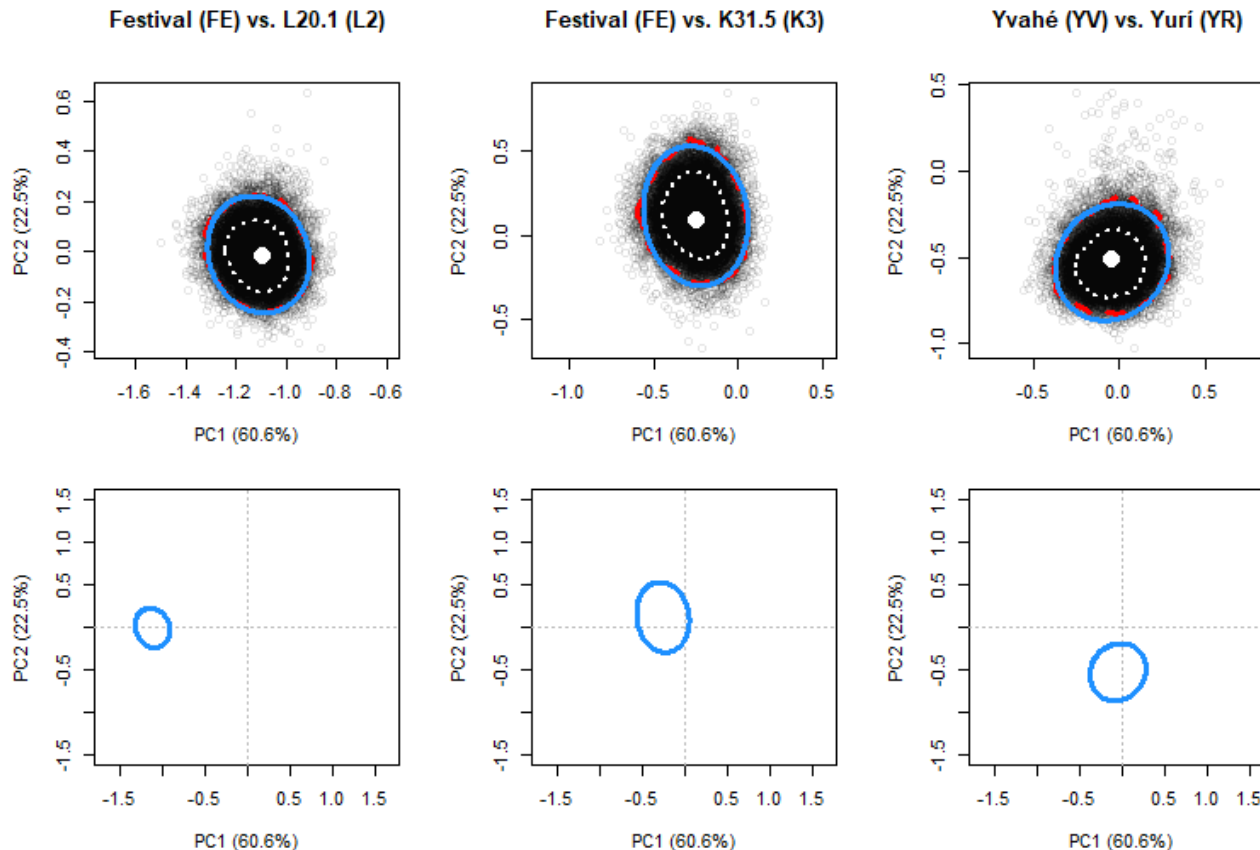 Festival (FE) vs. L20.1 (L2)
Festival (FE) vs. K31.5 (K3)
Yvahé (YV) vs. Yurí (YR)
PC2 (22.5%)
0.6
0.4
0.2
0.0
-0.2
-0.4
-1.6 -1.4 -1.2 -1.0 -0.8 -0.6
PC1 (60.6%)
PC2 (22.5%)
0.5
0.0
-0.5
-1.0 -0.5 0.0 0.5
PC1 (60.6%)
PC2 (22.5%)
0.5
0.0
-0.5
-1.0
-0.5 0.0 0.5
PC1 (60.6%)
PC2 (22.5%)
1.5
1.0
0.5
-0.5
-1.5
-1.5 -0.5 0.5 1.0 1.5
PC1 (60.6%)
PC2 (22.5%)
1.5
1.0
0.5
-0.5
-1.5
-1.5 -0.5 0.5 1.0 1.5
PC1 (60.6%)
PC2 (22.5%)
1.5
1.0
0.5
-0.5
-1.5
-1.5 -0.5 0.5 1.0 1.5
PC1 (60.6%)